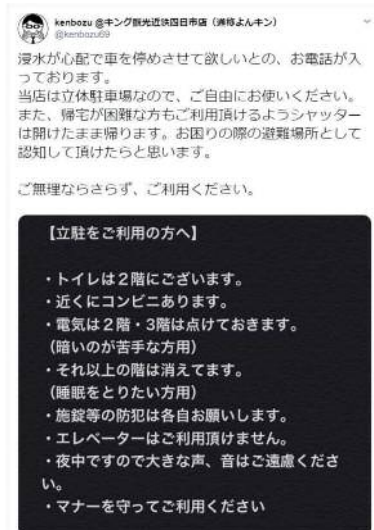 kenbozu @キング観光近鉄四日市店（通称よんキン）
@kenbozu69
浸水が心配で車を停めさせて欲しいとの、お電話が入
っております。
当店は立体駐車場なので、ご自由にお使いください。
また、帰宅が困難な方もご利用頂けるようシャッター
は開けたまま帰ります。お困りの際の避難場所として
認知して頂けたらと思います。
ご無理ならさらず、ご利用ください。
【立駐をご利用の方へ】
・トイレは２階にございます。
・近くにコンビニあります。
・電気は２階・3階は点けておきます。
（暗いのが苦手な方用）
・それ以上の階は消えてます。
（睡眠をとりたい方用）
・施錠等の防犯は各自お願いします。
・エレベーターはご利用頂けません。
・夜中ですので大きな声、音はご遠慮くださ
い。
・マナーを守ってご利用ください